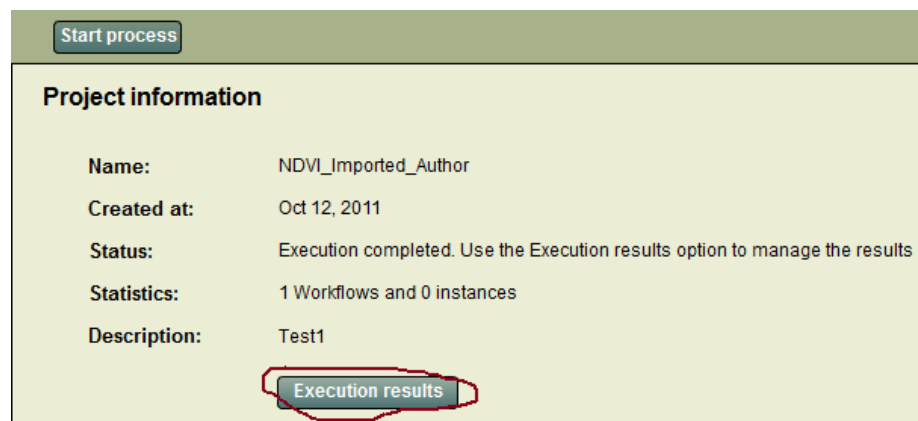 Start process
Project information
Name: NDVI_Imported_Author
Created at: Oct 12, 2011
Status: Execution completed. Use the Execution results option to manage the results
Statistics: 1 Workflows and 0 instances
Description: Test1
Execution results